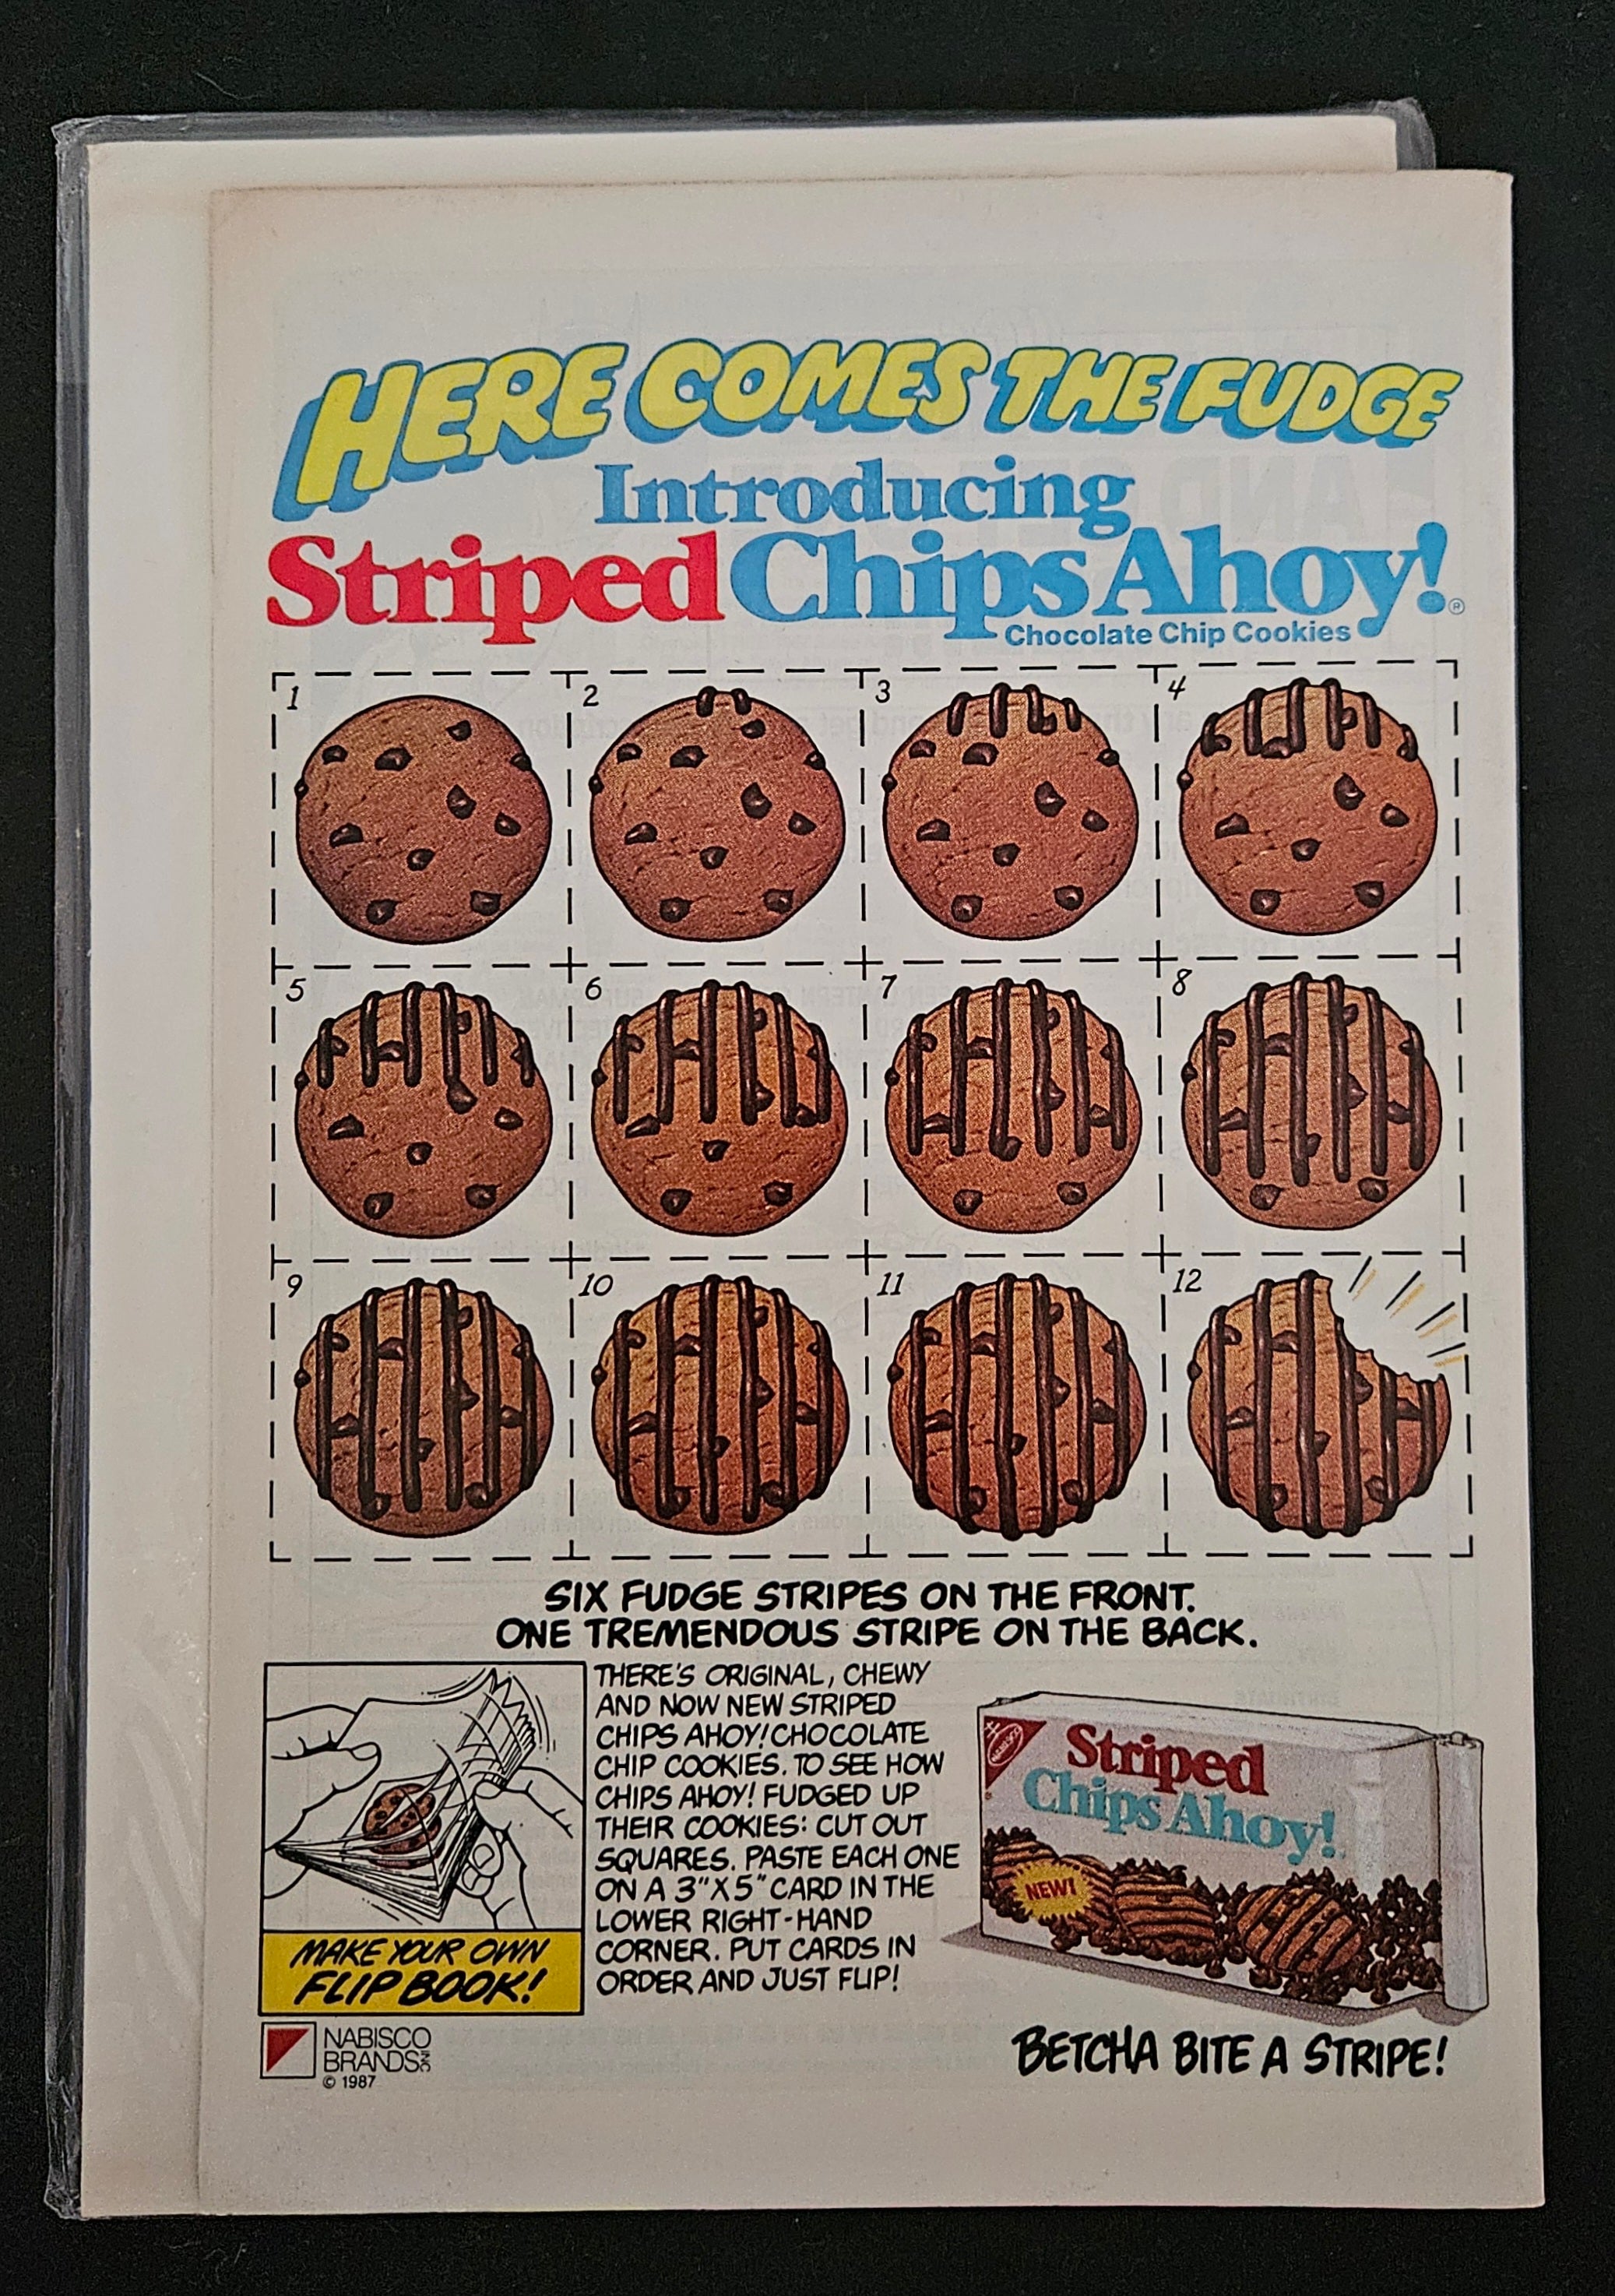 HERE COMES THE FUDGE
Introducing
Striped Chips Ahoy!®
Chocolate Chip Cookies
1 2 3 4
5 6 7 8
9 10 11 12
SIX FUDGE STRIPES ON THE FRONT.
ONE TREMENDOUS STRIPE ON THE BACK.
THERE'S ORIGINAL, CHEWY
AND NOW NEW STRIPED
CHIPS AHOY! CHOCOLATE
CHIP COOKIES. TO SEE HOW
CHIPS AHOY! FUDGED UP
THEIR COOKIES: CUT OUT
SQUARES. PASTE EACH ONE
ON A 3"X5" CARD IN THE
LOWER RIGHT-HAND
CORNER. PUT CARDS IN
ORDER AND JUST FLIP!
MAKE YOUR OWN
FLIP BOOK!
NABISCO
Striped
Chips Ahoy!
NEW!
NABISCO
BRANDS INC
© 1987
BETCHA BITE A STRIPE!